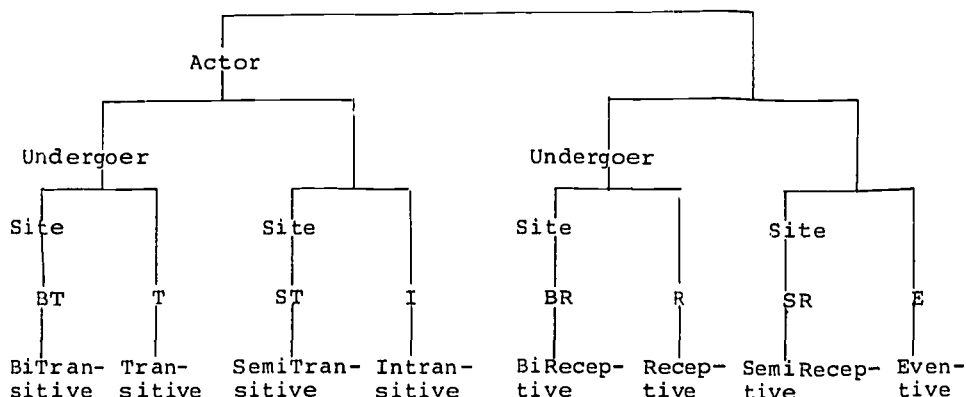 Actor
Undergoer Undergoer
Site Site Site Site
BT T ST I BR R SR E
BiTran- Tran- SemiTran- Intran- BiRecep- Recep- SemiRecep- Even-
sitive sitive sitive sitive tive tive tive tive